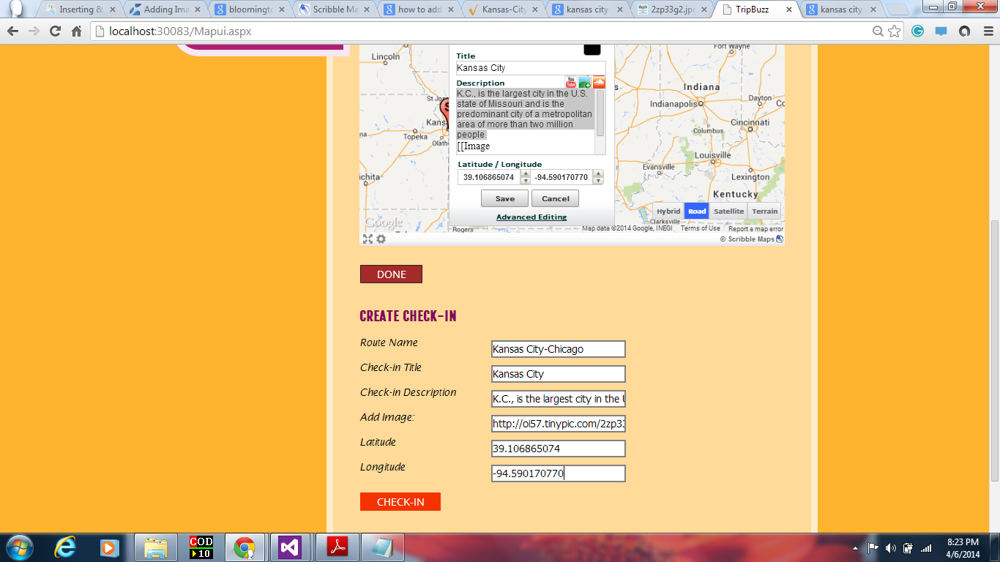 Inserting &
Adding Ima
bloomingto
Scribble Ma
how to add
Kansas-City
kansas city
2zp33g2.jpg
TripBuzz
kansas city
localhost:30083/Mapui.aspx
Lincoln
Fort Wayne
Title
Kansas City
Description
You
Tube
K.C., is the largest city in the U.S.
state of Missouri and is the
predominant city of a metropolitan
area of more than two million
people
[[Image
Latitude / Longitude
39.106865074
-94.590170770
Save
Cancel
Advanced Editing
St Jo
Kans
Topeka
Olath
ichita
Google
Rogers
Indiana
Indianapolis
Dayton
Cincinnati
Columbus
Louisville
Evansville
Lexington
Kentucky
Hybrid
Road
Satellite
Terrain
Clarksville
Map data ©2014 Google, INEGI
Terms of Use
Report a map error
© Scribble Maps
DONE
CREATE CHECK-IN
Route Name
Kansas City-Chicago
Check-in Title
Kansas City
Check-in Description
K.C., is the largest city in the U
Add Image:
http://oi57.tinypic.com/2zp33
Latitude
39.106865074
Longitude
-94.590170770
CHECK-IN
COD
10
8:23 PM
4/6/2014